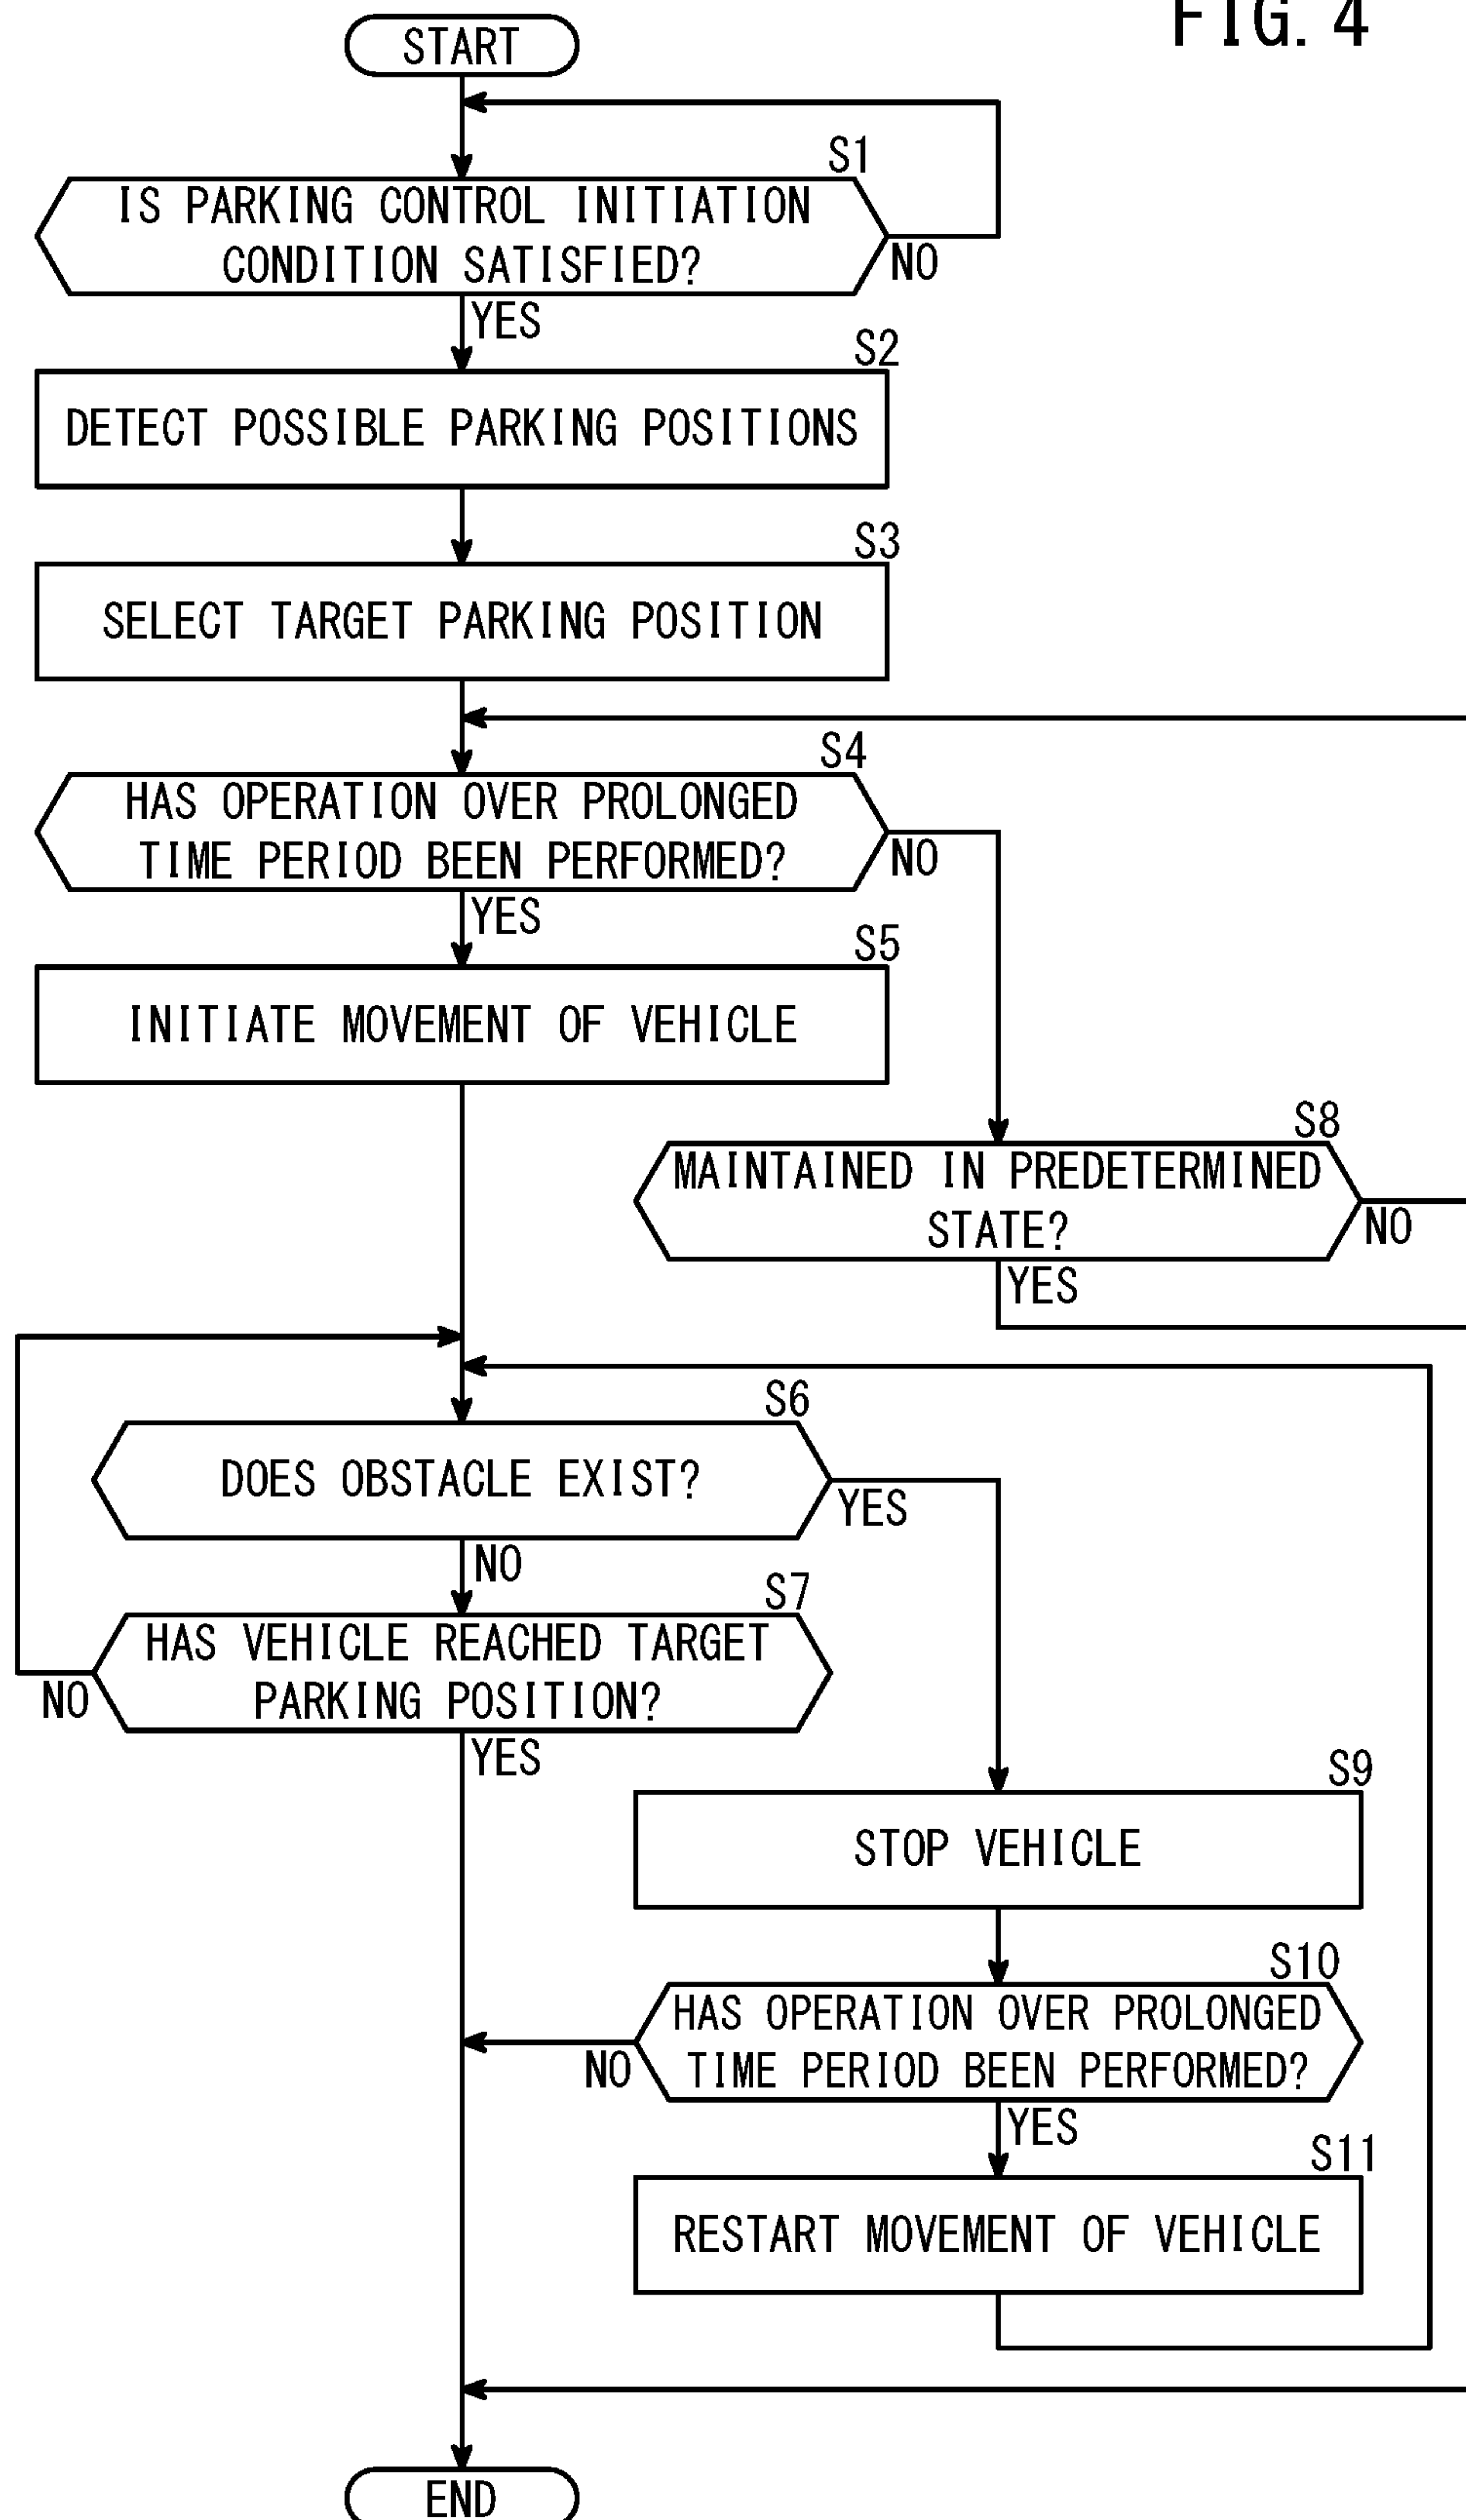 FIG. 4
START
S1
IS PARKING CONTROL INITIATION
CONDITION SATISFIED?
NO
YES
S2
DETECT POSSIBLE PARKING POSITIONS
S3
SELECT TARGET PARKING POSITION
S4
HAS OPERATION OVER PROLONGED
TIME PERIOD BEEN PERFORMED?
NO
YES
S5
INITIATE MOVEMENT OF VEHICLE
S8
MAINTAINED IN PREDETERMINED
STATE?
NO
YES
S6
DOES OBSTACLE EXIST?
YES
NO
S7
HAS VEHICLE REACHED TARGET
PARKING POSITION?
NO
YES
S9
STOP VEHICLE
S10
HAS OPERATION OVER PROLONGED
TIME PERIOD BEEN PERFORMED?
NO
YES
S11
RESTART MOVEMENT OF VEHICLE
END